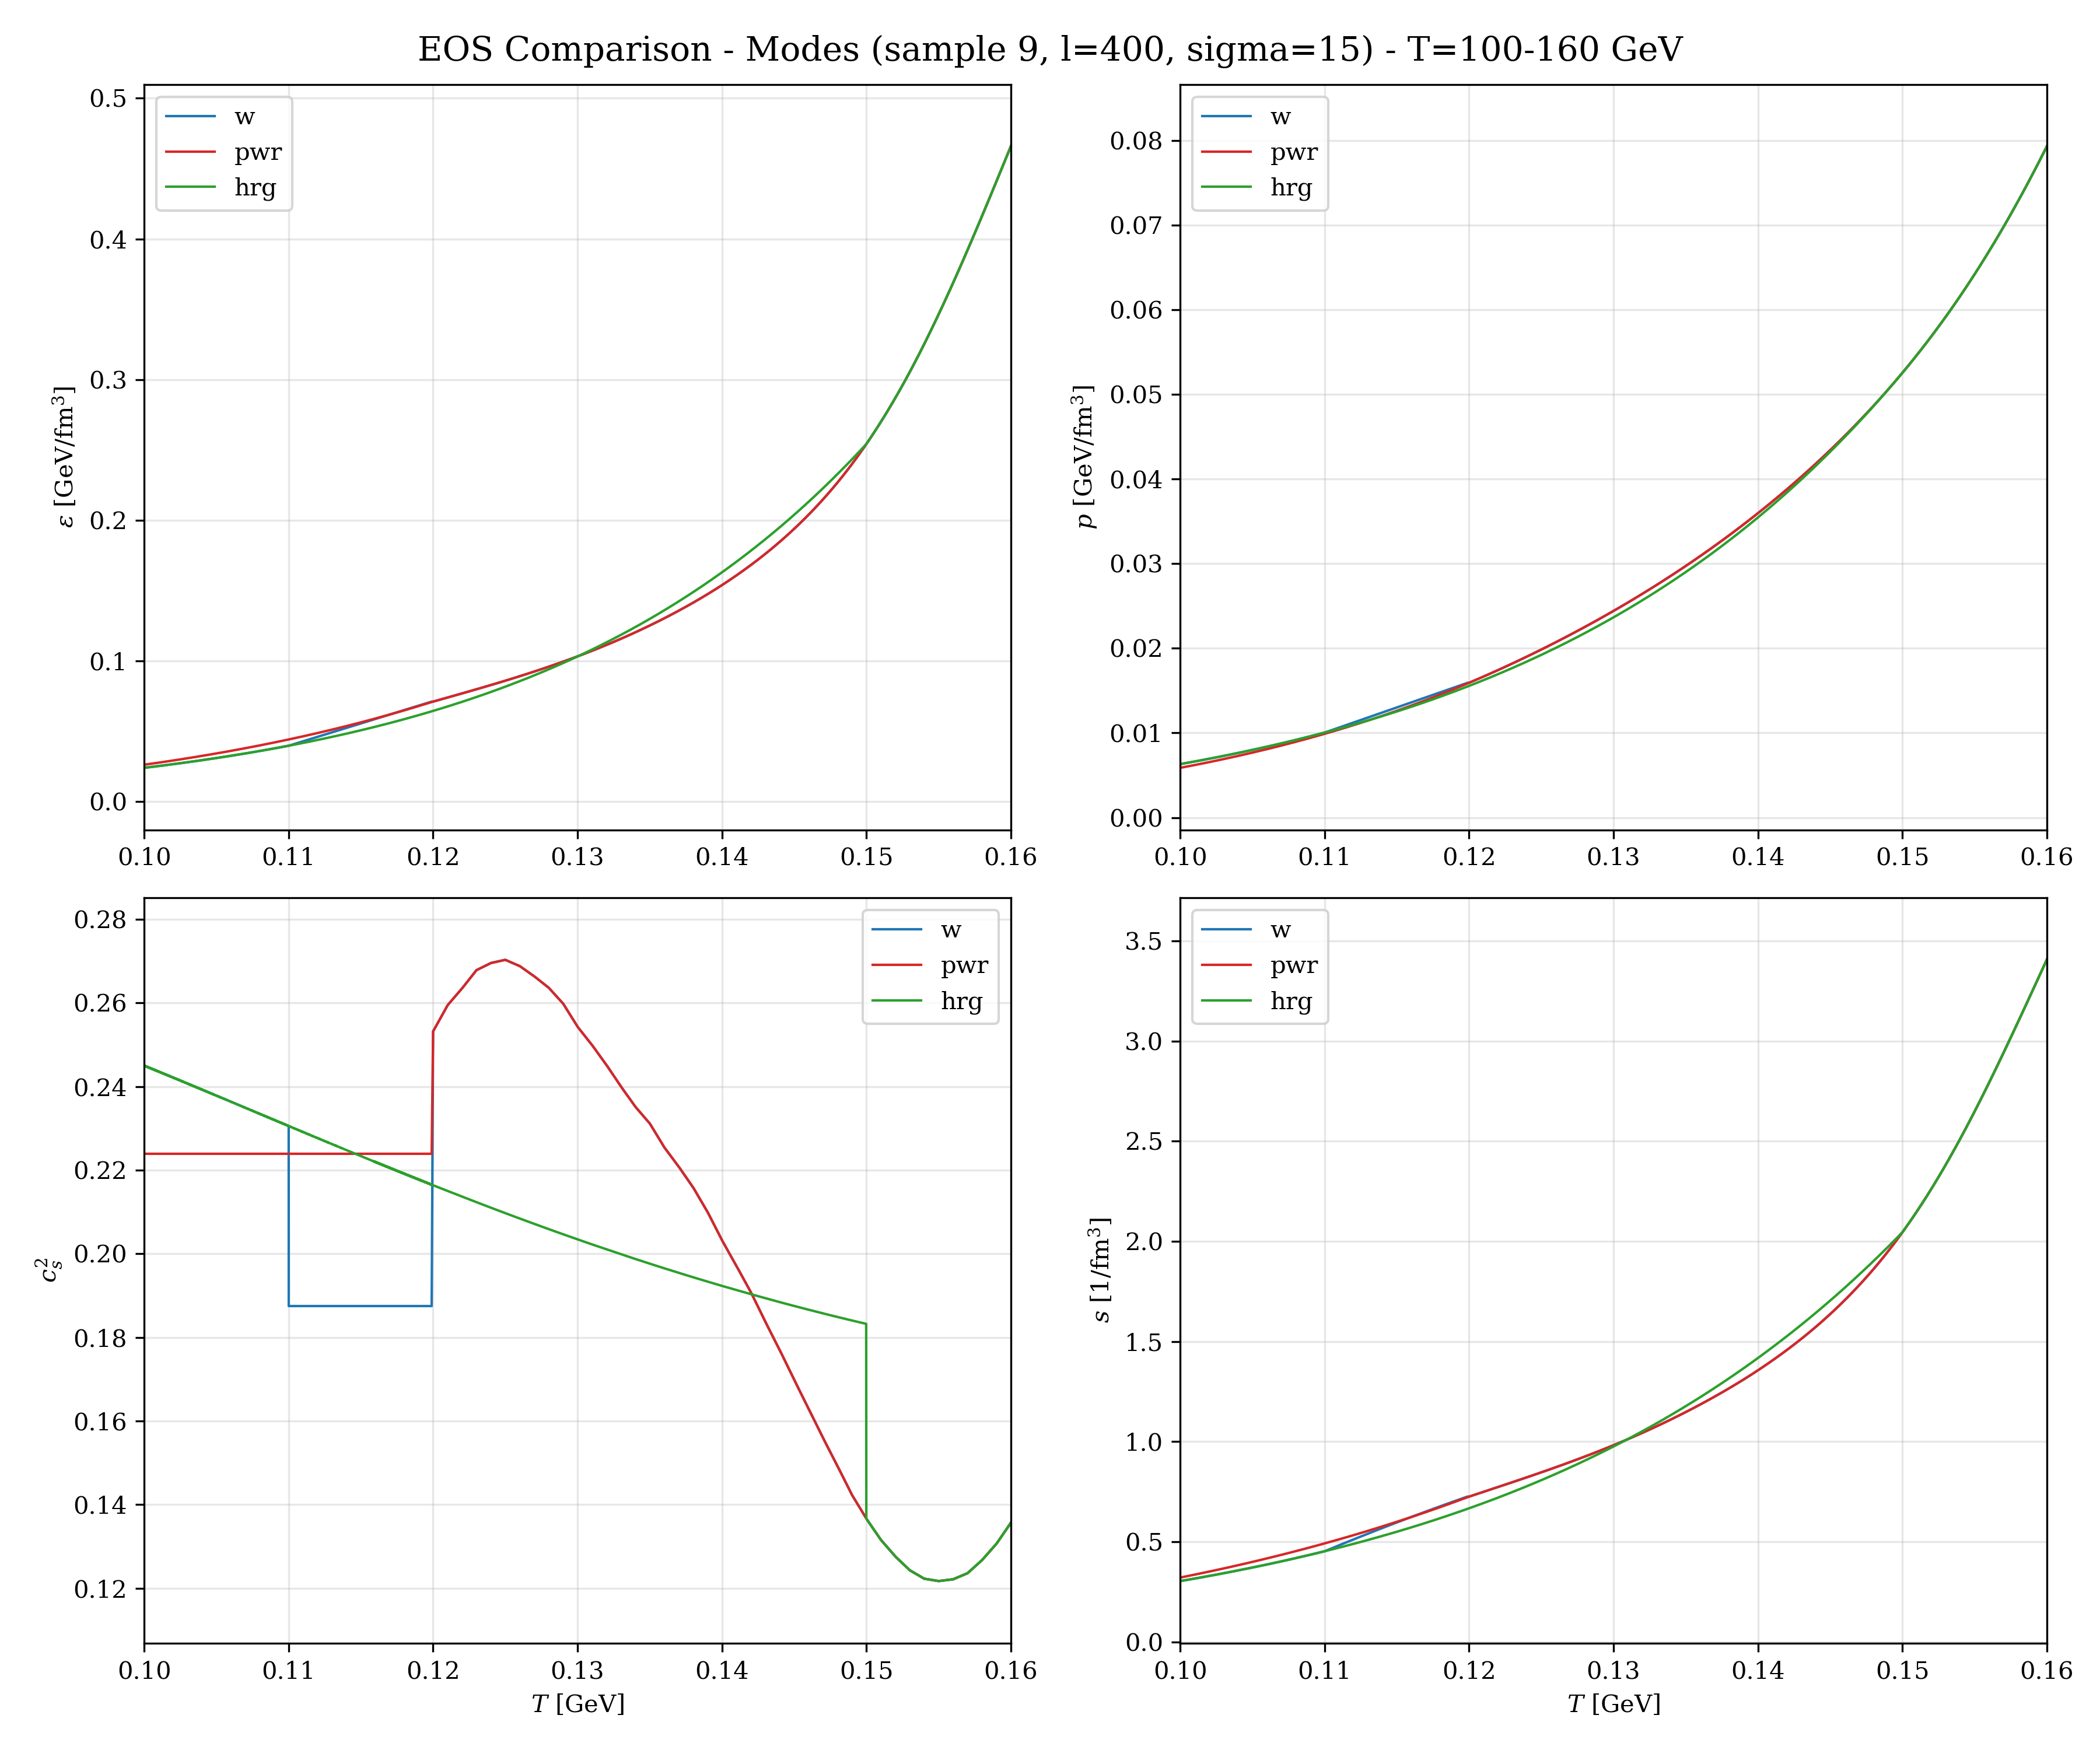 EOS Comparison - Modes (sample 9, l=400, sigma=15) - T=100-160 GeV
w
pwr
hrg
0.5
0.4
0.3
0.2
0.1
0.0
ε [GeV/fm³]
0.10 0.11 0.12 0.13 0.14 0.15 0.16
w
pwr
hrg
0.08
0.07
0.06
0.05
0.04
0.03
0.02
0.01
0.00
p [GeV/fm³]
0.10 0.11 0.12 0.13 0.14 0.15 0.16
w
pwr
hrg
0.28
0.26
0.24
0.22
0.20
0.18
0.16
0.14
0.12
c_s^2
0.10 0.11 0.12 0.13 0.14 0.15 0.16
T [GeV]
w
pwr
hrg
3.5
3.0
2.5
2.0
1.5
1.0
0.5
0.0
s [1/fm³]
0.10 0.11 0.12 0.13 0.14 0.15 0.16
T [GeV]